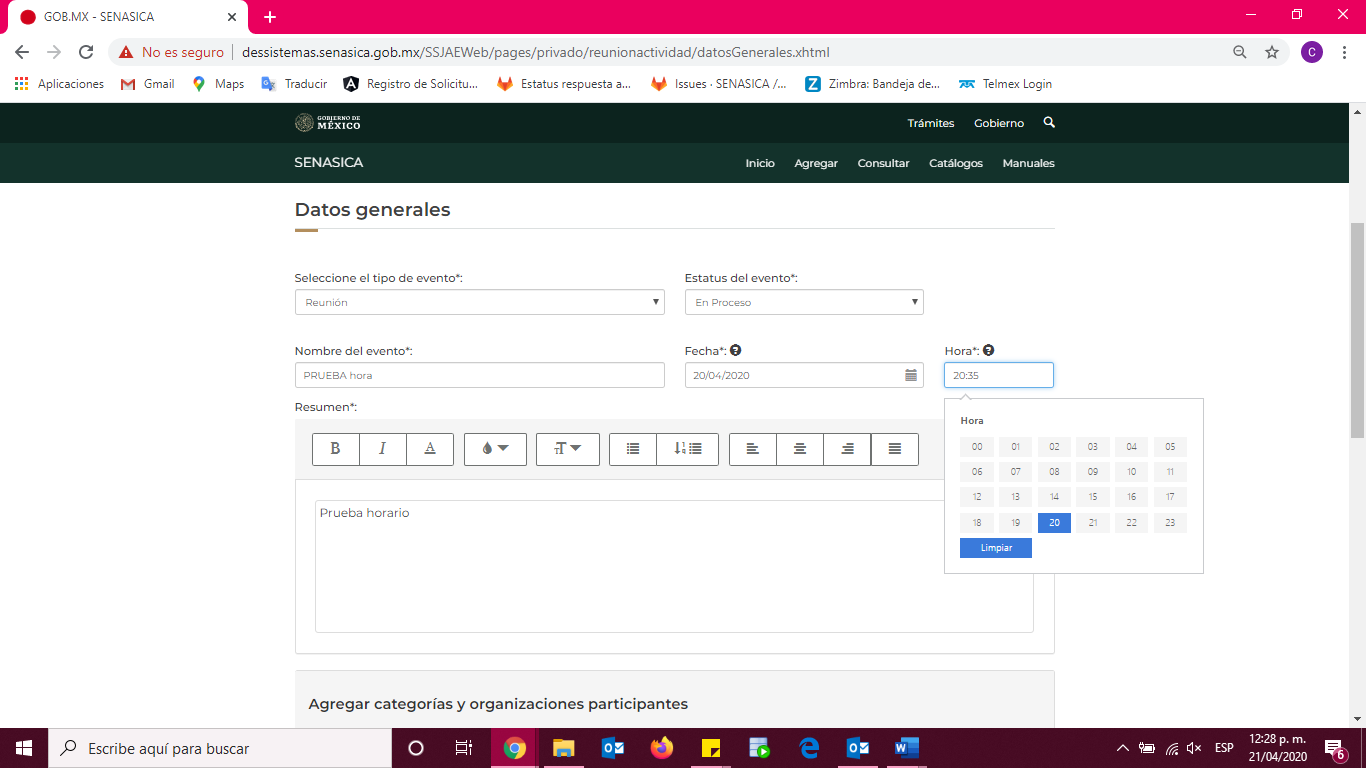 GOB.MX - SENASICA
No es seguro dessistemas.senasica.gob.mx/SSJAEWeb/pages/privado/reunionactividad/datosGenerales.xhtml C
Aplicaciones Gmail Maps Traducir Registro de Solicitu... Estatus respuesta a... Issues · SENASICA /... Zimbra: Bandeja de... Telmex Login
GOBIERNO DE
MÉXICO
Trámites Gobierno
SENASICA Inicio Agregar Consultar Catálogos Manuales
Datos generales
Seleccione el tipo de evento*: Estatus del evento*:
Reunión En Proceso
Nombre del evento*: Fecha*: Hora*:
PRUEBA hora 20/04/2020 20:35
Resumen*:
Hora
00 01 02 03 04 05
06 07 08 09 10 11
12 13 14 15 16 17
18 19 20 21 22 23
Limpiar
Prueba horario
Agregar categorías y organizaciones participantes
Escribe aquí para buscar
ESP
12:28 p. m.
21/04/2020
6